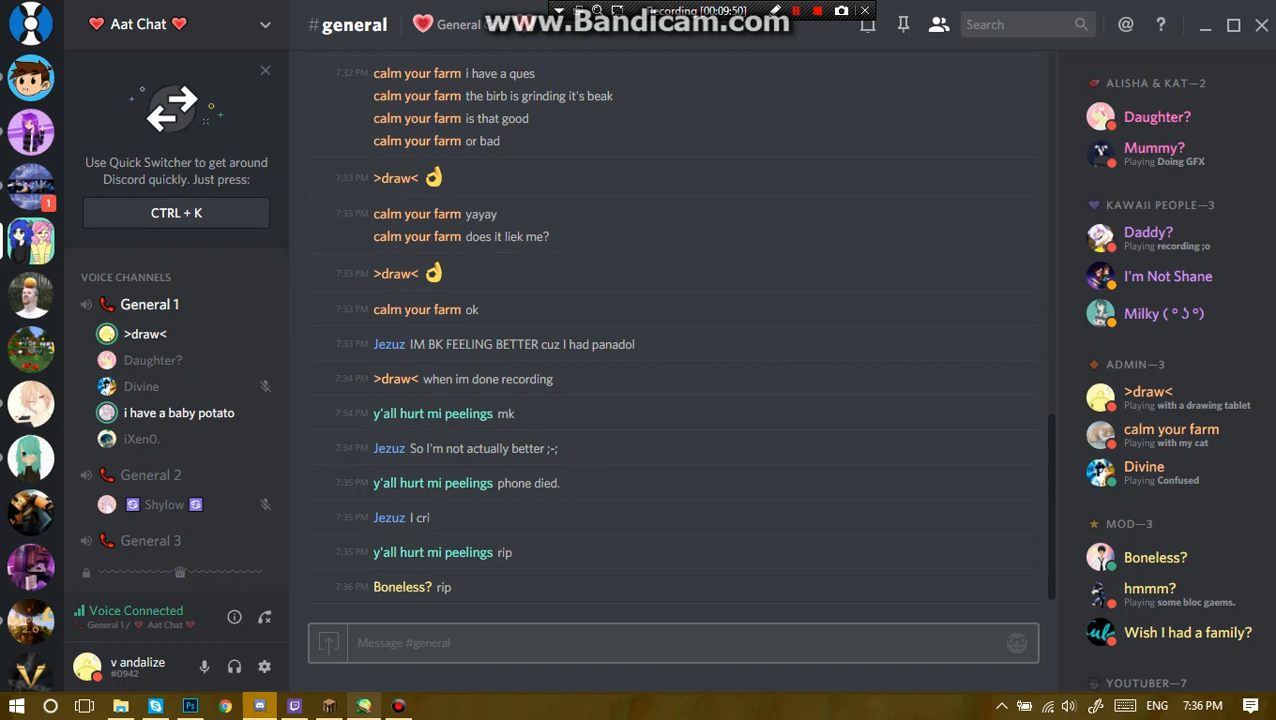 Aat Chat
#general
General
Recording [00:09:50]
www.Bandicam.com
Search
Use Quick Switcher to get around
Discord quickly. Just press:
CTRL + K
VOICE CHANNELS
General 1
>draw<
Daughter?
Divine
i have a baby potato
iXen0.
General 2
Shylow
General 3
Voice Connected
General 1/ Aat Chat
v andalize
#0942
7:32 PM calm your farm i have a ques
calm your farm the birb is grinding it's beak
calm your farm is that good
calm your farm or bad
7:33 PM >draw< 👌
7:33 PM calm your farm yayay
calm your farm does it liek me?
7:33 PM >draw< 👌
7:33 PM calm your farm ok
7:33 PM Jezuz IM BK FEELING BETTER cuz I had panadol
7:34 PM >draw< when im done recording
7:34 PM y'all hurt mi peelings mk
7:34 PM Jezuz So I'm not actually better ;-;
7:35 PM y'all hurt mi peelings phone died.
7:35 PM Jezuz I cri
7:35 PM y'all hurt mi peelings rip
7:36 PM Boneless? rip
Message #general
ALISHA & KAT—2
Daughter?
Mummy?
Playing Doing GFX
KAWAII PEOPLE—3
Daddy?
Playing recording ;o
I'm Not Shane
Milky ( ° ʖ °)
ADMIN—3
>draw<
Playing with a drawing tablet
calm your farm
Playing with my cat
Divine
Playing Confused
MOD—3
Boneless?
hmmm?
Playing some bloc gaems.
Wish I had a family?
YOUTUBER—7
1
ENG
7:36 PM